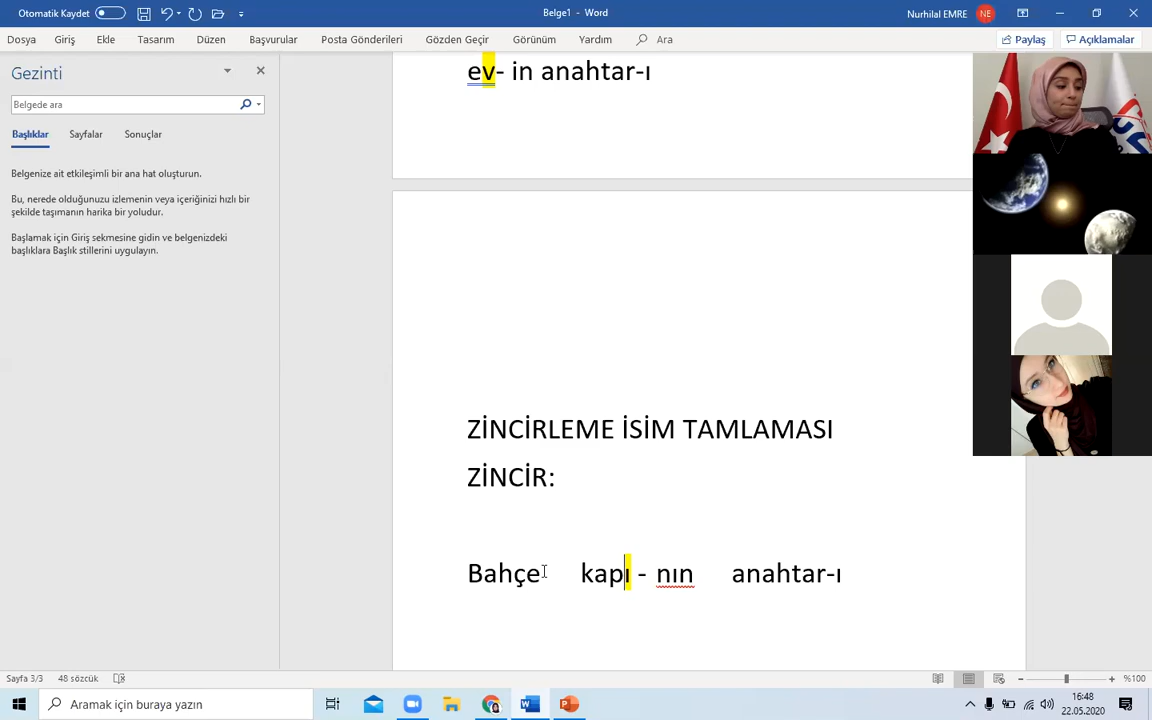 Otomatik Kaydet
Belge1 - Word
Nurhilal EMRE
NE
Dosya Giriş Ekle Tasarım Düzen Başvurular Posta Gönderileri Gözden Geçir Görünüm Yardım Ara
Paylaş
Açıklamalar
Gezinti
Belgede ara
Başlıklar Sayfalar Sonuçlar
Belgenize ait etkileşimli bir ana hat oluşturun.
Bu, nerede olduğunuzu izlemenin veya içeriğinizi hızlı bir
şekilde taşımanın harika bir yoludur.
Başlamak için Giriş sekmesine gidin ve belgenizdeki
başlıklara Başlık stillerini uygulayın.
ev- in anahtar-ı
ZİNCİRLEME İSİM TAMLAMASI
ZİNCİR:
Bahçe kapı - nın anahtar-ı
Sayfa 3/3 48 sözcük
%100
Aramak için buraya yazın
16:48
22.05.2020